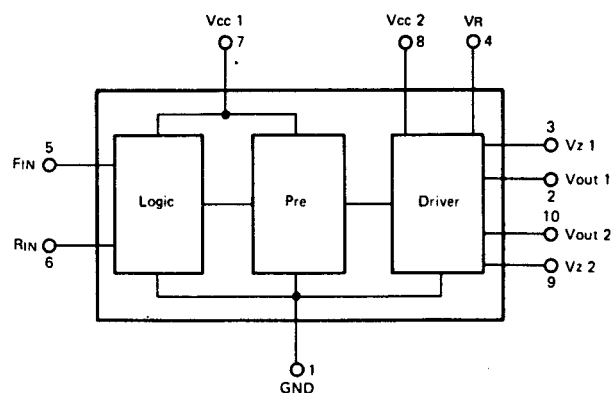 Vcc 1
7
Vcc 2
8
VR
4
5
FIN
RIN
6
Logic
Pre
Driver
3
Vz 1
Vout 1
2
10
Vout 2
Vz 2
9
1
GND